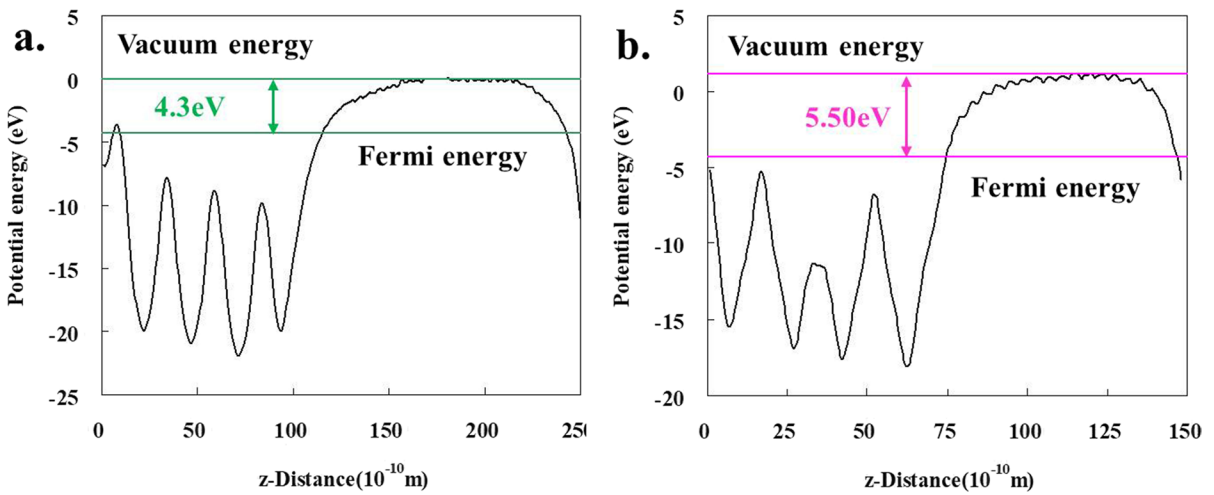 a.
5
Vacuum energy
0
4.3eV
-5
Fermi energy
-10
-15
-20
-25
Potential energy (eV)
0
50
100
150
200
250
z-Distance(10⁻¹⁰m)
b.
5
Vacuum energy
0
5.50eV
-5
Fermi energy
-10
-15
-20
Potential energy (eV)
0
25
50
75
100
125
150
z-Distance(10⁻¹⁰m)